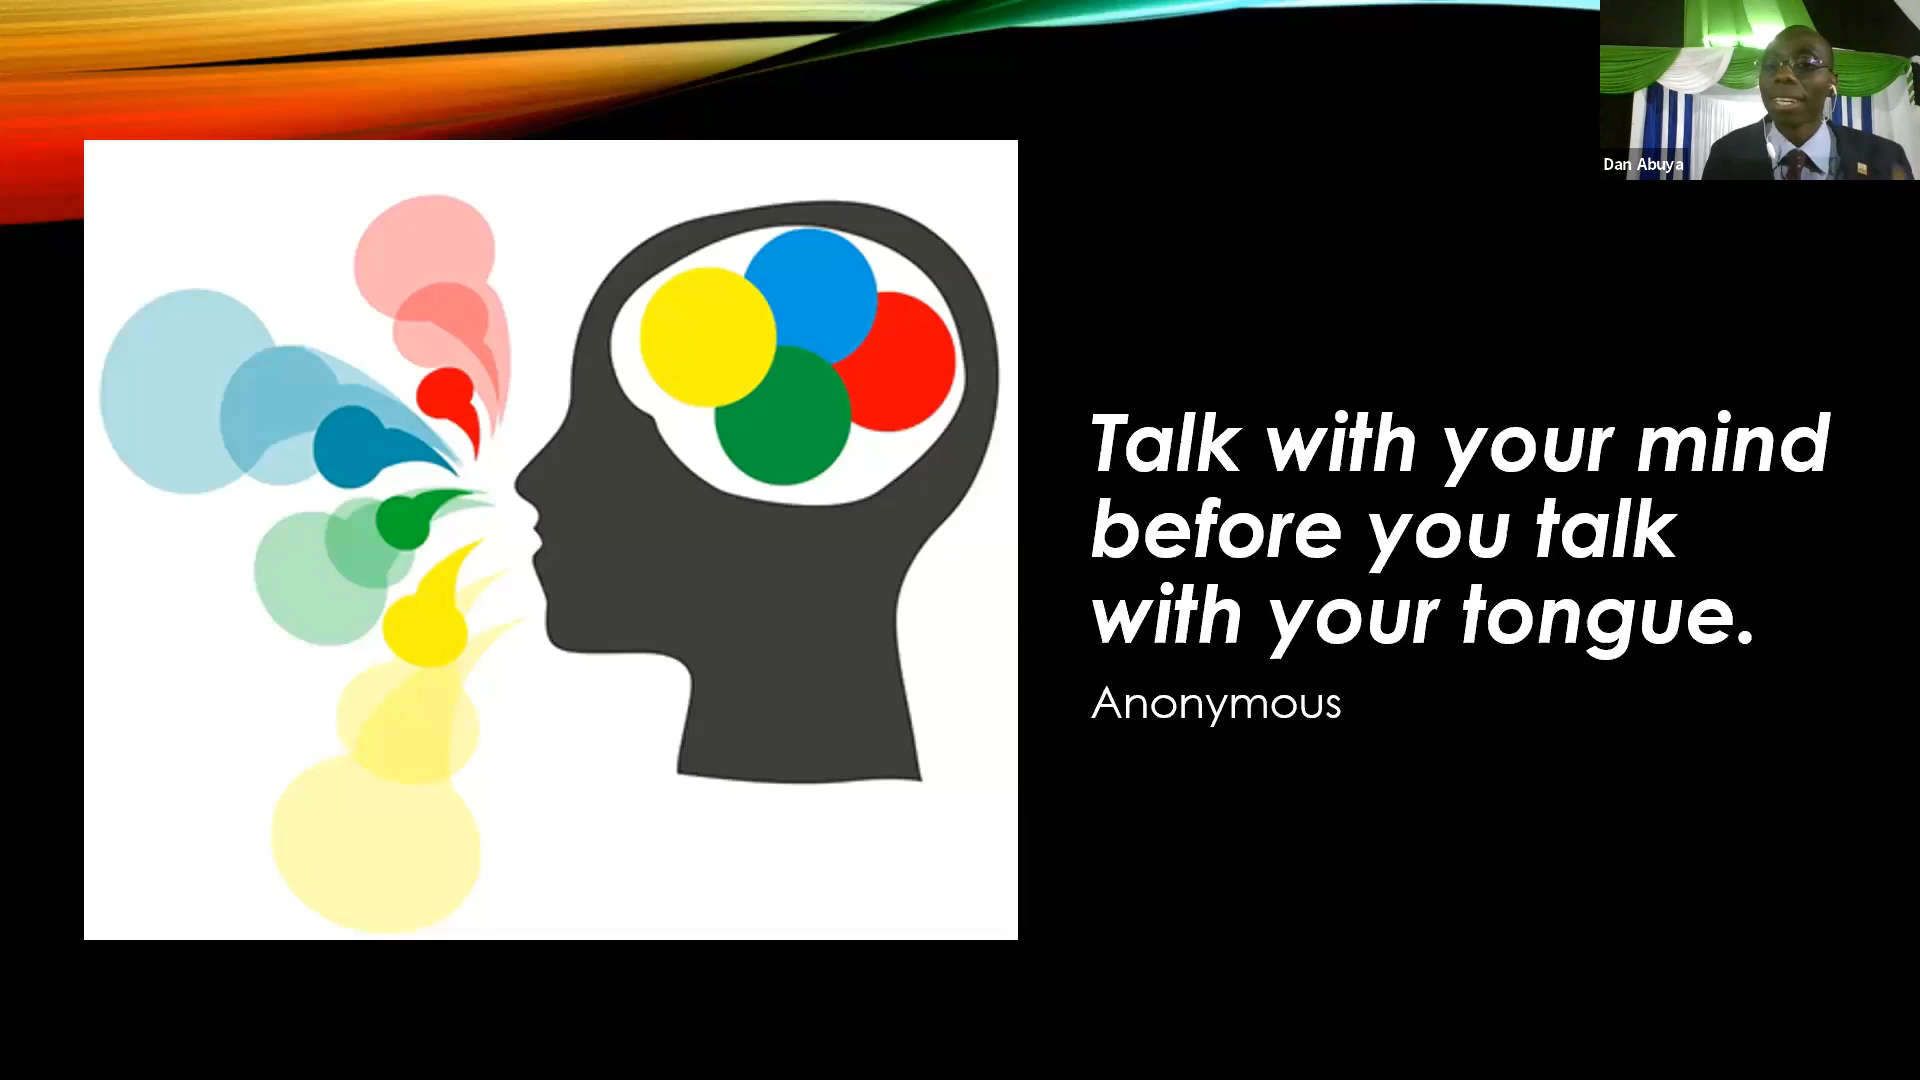 Dan Abuya
Talk with your mind
before you talk
with your tongue.
Anonymous